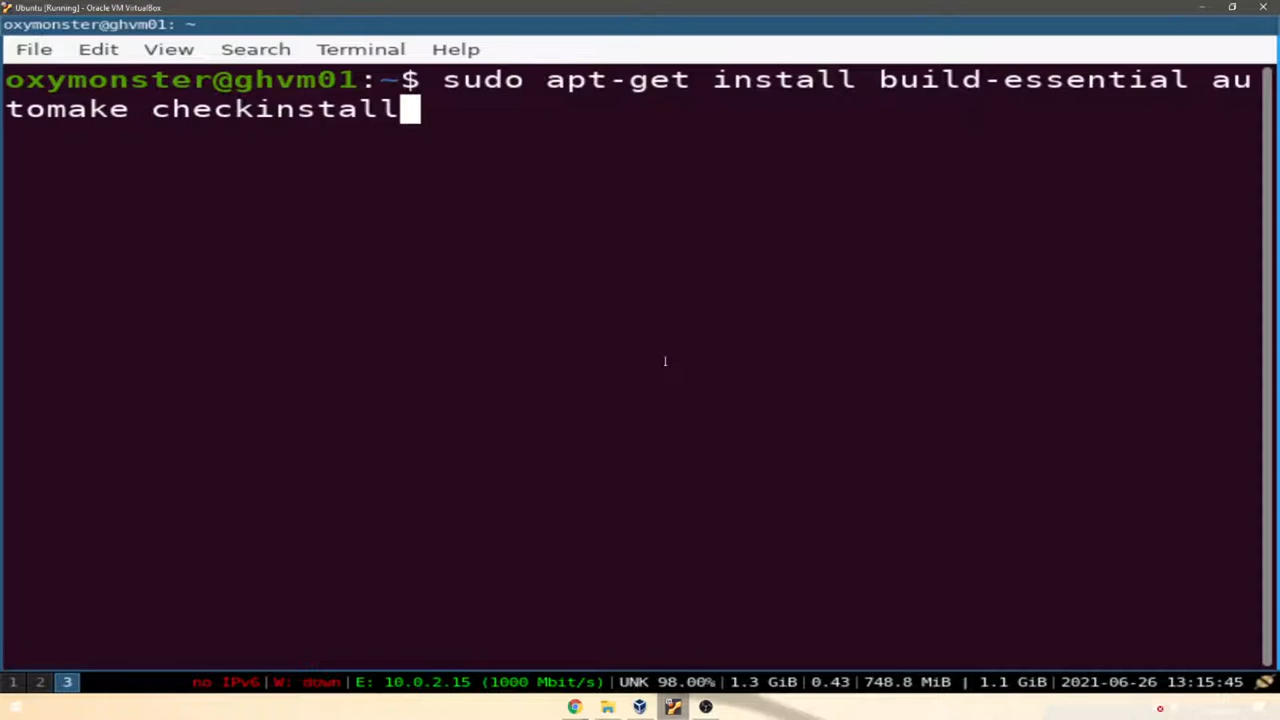 Ubuntu [Running] - Oracle VM VirtualBox
oxymonster@ghvm01: ~
File Edit View Search Terminal Help
oxymonster@ghvm01:~$ sudo apt-get install build-essential au
tomake checkinstall
1 2 3 no IPv6|W: down|E: 10.0.2.15 (1000 Mbit/s)|UNK 98.00%|1.3 GiB|0.43|748.8 MiB | 1.1 GiB|2021-06-26 13:15:45